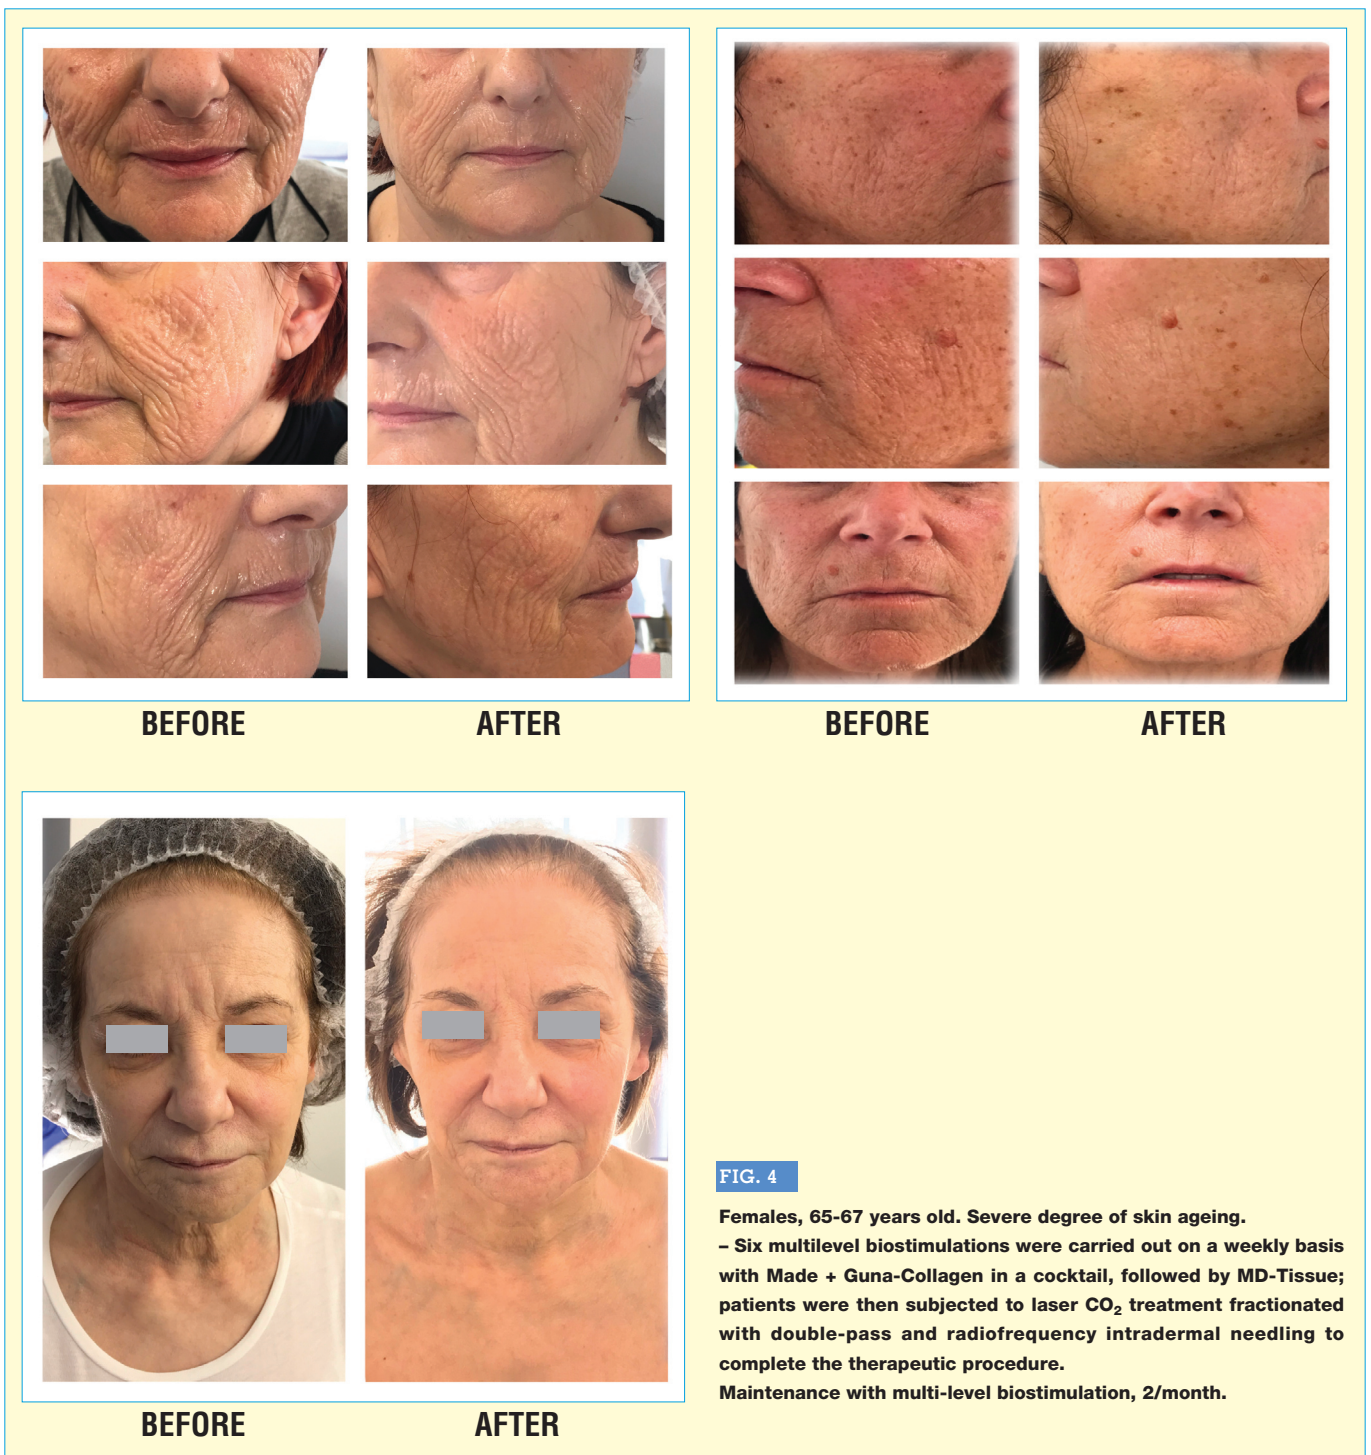 BEFORE AFTER
BEFORE AFTER
BEFORE AFTER
FIG. 4
Females, 65-67 years old. Severe degree of skin ageing.
– Six multilevel biostimulations were carried out on a weekly basis
with Made + Guna-Collagen in a cocktail, followed by MD-Tissue;
patients were then subjected to laser CO₂ treatment fractionated
with double-pass and radiofrequency intradermal needling to
complete the therapeutic procedure.
Maintenance with multi-level biostimulation, 2/month.